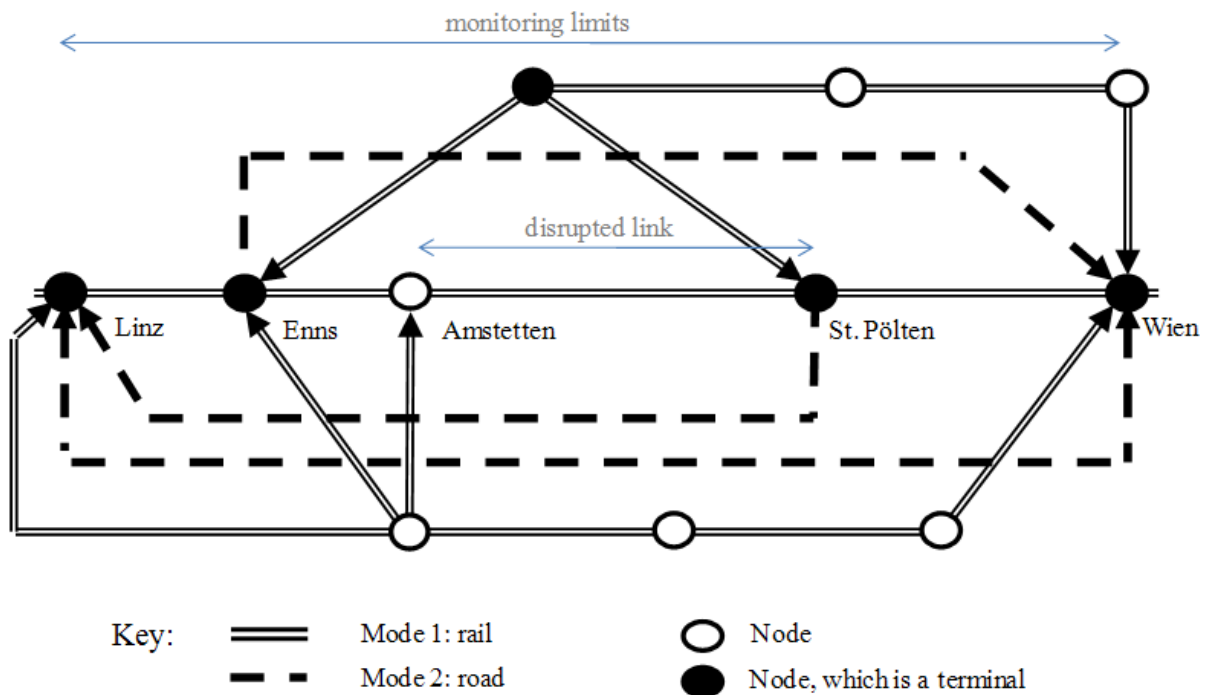 monitoring limits
disrupted link
Linz
Enns
Amstetten
St. Pölten
Wien
Key:
Mode 1: rail
Node
Mode 2: road
Node, which is a terminal